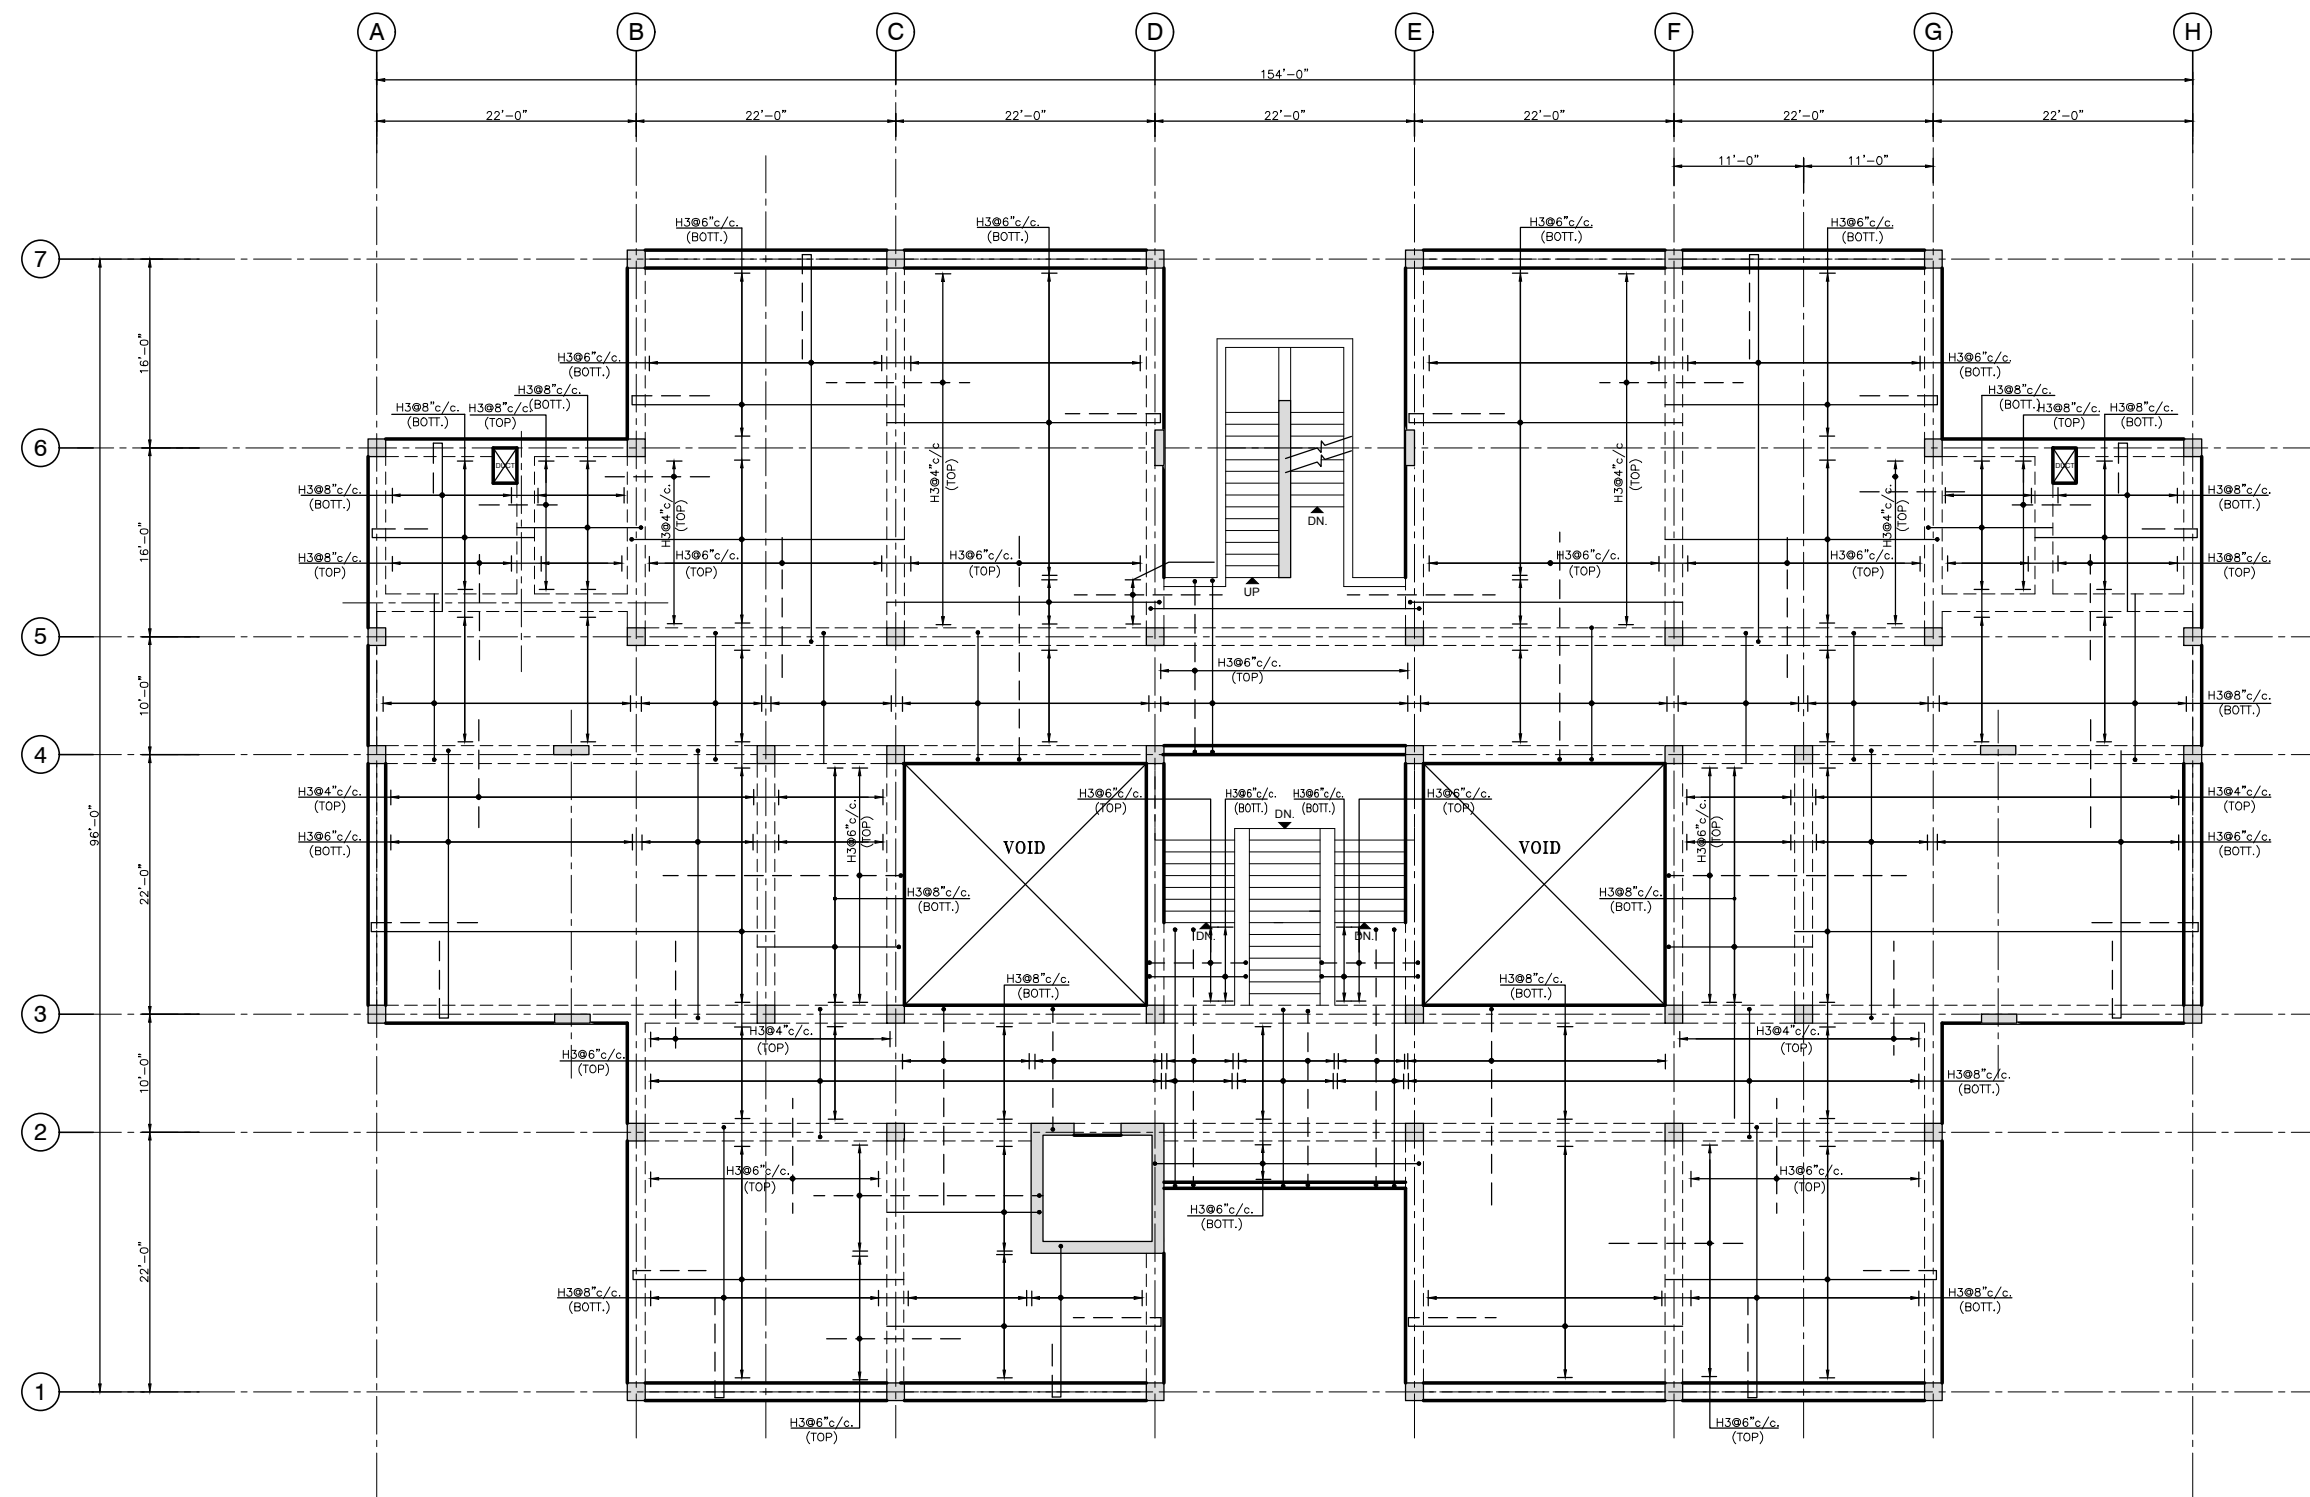 A B C D E F G H
154'-0"
22'-0" 22'-0" 22'-0" 22'-0" 22'-0" 22'-0" 22'-0"
11'-0" 11'-0"
H3@6"c/c.
(BOTT.)
H3@6"c/c.
(BOTT.)
H3@6"c/c.
(BOTT.)
H3@6"c/c.
(BOTT.)
7
16'-0"
H3@6"c/c.
(BOTT.)
H3@6"c/c.
(BOTT.)
H3@8"c/c.
(BOTT.)
H3@8"c/c.
(TOP)
H3@8"c/c.
(BOTT.)
H3@8"c/c.
(BOTT.)
H3@8"c/c.
(TOP)
H3@8"c/c.
(BOTT.)
6
DUCT
DUCT
H3@4"c/c
(TOP)
H3@4"c/c
(TOP)
H3@8"c/c.
(BOTT.)
H3@4"c/c.
(TOP)
DN.
H3@4"c/c.
(TOP)
H3@8"c/c.
(BOTT.)
16'-0"
H3@8"c/c.
(TOP)
H3@6"c/c.
(TOP)
H3@6"c/c.
(TOP)
H3@6"c/c.
(TOP)
H3@6"c/c.
(TOP)
H3@8"c/c.
(TOP)
UP
5
H3@6"c/c.
(TOP)
10'-0"
H3@8"c/c.
(BOTT.)
4
96'-0"
H3@4"c/c.
(TOP)
H3@6"c/c.
(TOP)
H3@6"c/c.
(BOTT.)
H3@6"c/c.
(BOTT.)
H3@6"c/c.
(TOP)
H3@4"c/c.
(TOP)
DN.
H3@6"c/c.
(BOTT.)
H3@6"c/c.
(TOP)
VOID
VOID
H3@6"c/c.
(TOP)
H3@6"c/c.
(BOTT.)
22'-0"
H3@8"c/c.
(BOTT.)
H3@8"c/c.
(BOTT.)
DN.
DN.
H3@8"c/c.
(BOTT.)
H3@8"c/c.
(BOTT.)
3
H3@4"c/c.
(TOP)
H3@4"c/c.
(TOP)
H3@6"c/c.
(TOP)
10'-0"
H3@8"c/c.
(BOTT.)
2
H3@6"c/c.
(TOP)
H3@6"c/c.
(TOP)
H3@6"c/c.
(BOTT.)
22'-0"
H3@8"c/c.
(BOTT.)
H3@8"c/c.
(BOTT.)
1
H3@6"c/c.
(TOP)
H3@6"c/c.
(TOP)